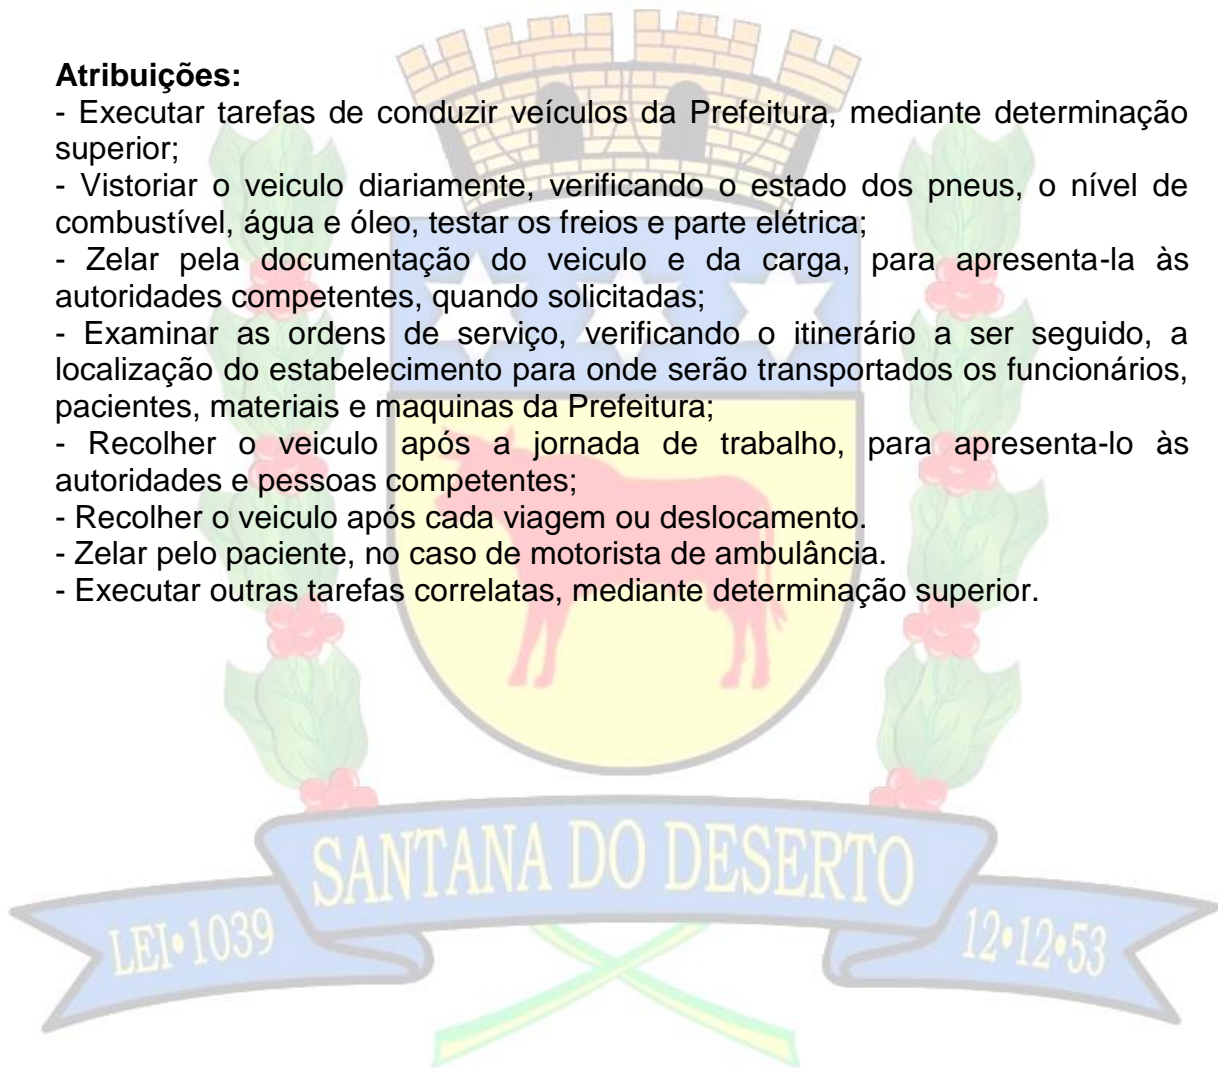 Atribuições:
- Executar tarefas de conduzir veículos da Prefeitura, mediante determinação
superior;
- Vistoriar o veiculo diariamente, verificando o estado dos pneus, o nível de
combustível, água e óleo, testar os freios e parte elétrica;
- Zelar pela documentação do veiculo e da carga, para apresenta-la às
autoridades competentes, quando solicitadas;
- Examinar as ordens de serviço, verificando o itinerário a ser seguido, a
localização do estabelecimento para onde serão transportados os funcionários,
pacientes, materiais e maquinas da Prefeitura;
- Recolher o veiculo após a jornada de trabalho, para apresenta-lo às
autoridades e pessoas competentes;
- Recolher o veiculo após cada viagem ou deslocamento.
- Zelar pelo paciente, no caso de motorista de ambulância.
- Executar outras tarefas correlatas, mediante determinação superior.
SANTANA DO DESERTO
LEI•1039
12•12•53